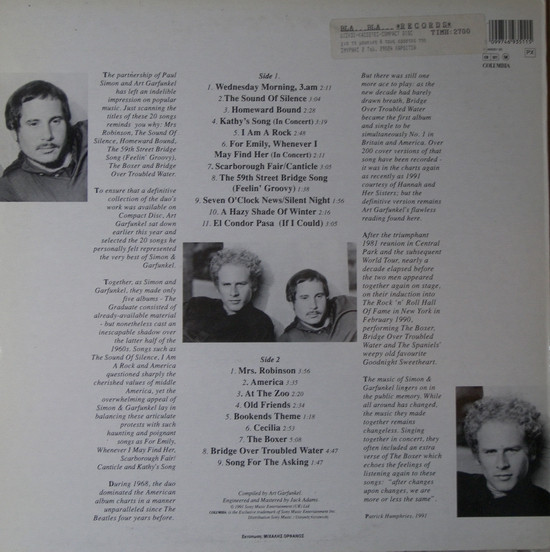 BLA...BLA... *RECORDS*
TIMH:2790
COLUMBIA
The partnership of Paul
Simon and Art Garfunkel
has left an indelible
impression on popular
music. Just scanning the
titles of these 20 songs
reminds you why: Mrs
Robinson, The Sound Of
Silence, Homeward Bound,
The 59th Street Bridge
Song (Feelin' Groovy),
The Boxer and Bridge
Over Troubled Water.
To ensure that a definitive
collection of the duo's
work was available on
Compact Disc, Art
Garfunkel sat down
earlier this year and
selected the 20 songs he
personally felt represented
the very best of Simon &
Garfunkel.
Together, as Simon and
Garfunkel, they made only
five albums - The
Graduate consisted of
already-available material
- but nonetheless cast an
inescapable shadow over
the latter half of the
1960s. Songs such as
The Sound Of Silence, I Am
A Rock and America
questioned sharply the
cherished values of middle
America, yet the
overwhelming appeal of
Simon & Garfunkel lay in
balancing these articulate
protests with such
haunting and poignant
songs as For Emily,
Whenever I May Find Her,
Scarborough Fair/
Canticle and Kathy's Song
During 1968, the duo
dominated the American
album charts in a manner
unparalleled since The
Beatles four years before.
Side 1.
1. Wednesday Morning, 3.am 2:11
2. The Sound Of Silence 3:04
3. Homeward Bound 2:28
4. Kathy's Song (In Concert) 3:19
5. I Am A Rock 2:48
6. For Emily, Whenever I
May Find Her (In Concert) 2:11
7. Scarborough Fair/Canticle 3:05
8. The 59th Street Bridge Song
(Feelin' Groovy) 1:38
9. Seven O'Clock News/Silent Night 1:56
10. A Hazy Shade Of Winter 2:16
11. El Condor Pasa (If I Could) 3:05
Side 2
1. Mrs. Robinson 3:56
2. America 3:35
3. At The Zoo 2:20
4. Old Friends 2:34
5. Bookends Theme 1:18
6. Cecilia 2:53
7. The Boxer 5:08
8. Bridge Over Troubled Water 4:47
9. Song For The Asking 1:47
Compiled by Art Garfunkel.
Engineered and Mastered by Jack Adams.
But there was still one
more ace to play: as the
new decade had barely
drawn breath, Bridge
Over Troubled Water
became the first album
and single to be
simultaneously No. 1 in
Britain and America. Over
200 cover versions of that
song have been recorded -
it was in the charts again
as recently as 1991
courtesy of Hannah and
Her Sisters; but the
definitive version remains
Art Garfunkel's flawless
reading found here.
After the triumphant
1981 reunion in Central
Park and the subsequent
World Tour, nearly a
decade elapsed before
the two men appeared
together again on stage,
on their induction into
The Rock 'n' Roll Hall
Of Fame in New York in
February 1990,
performing The Boxer,
Bridge Over Troubled
Water and The Spaniels'
weepy old favourite
Goodnight Sweetheart.
The music of Simon &
Garfunkel lingers on in
the public memory. While
all around has changed,
the music they made
together remains
changeless. Singing
together in concert, they
often included an extra
verse of The Boxer which
echoes the feelings of
listening again to these
songs: "after changes
upon changes, we are
more or less the same".
Patrick Humphries, 1991